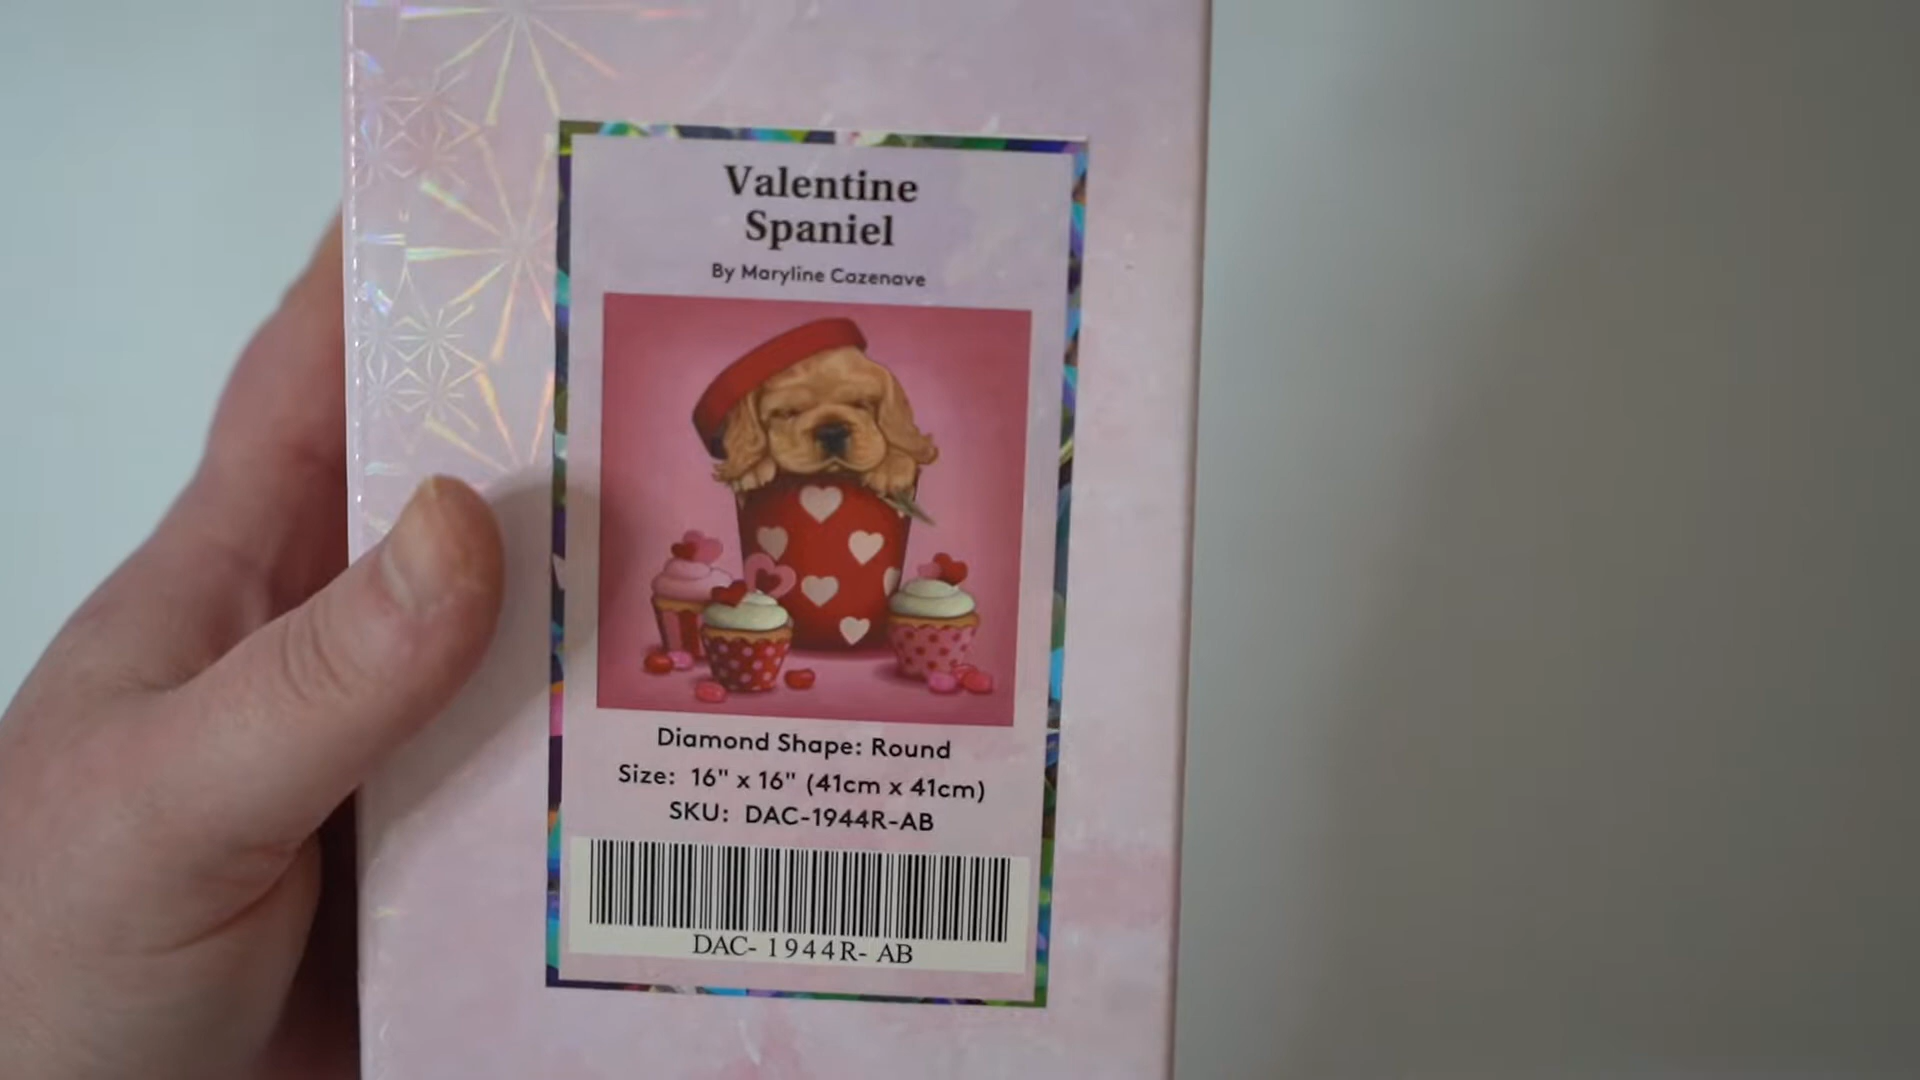 Valentine
Spaniel
By Maryline Cazenave
Diamond Shape: Round
Size: 16" x 16" (41cm x 41cm)
SKU: DAC-1944R-AB
DAC- 1944R- AB